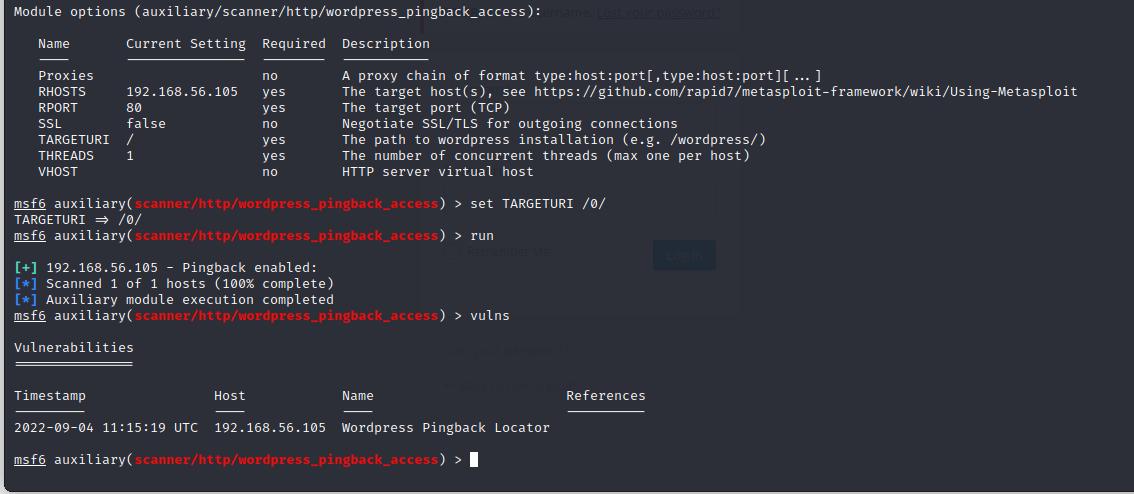 Module options (auxiliary/scanner/http/wordpress_pingback_access):
Name Current Setting Required Description
Proxies no A proxy chain of format type:host:port[,type:host:port][...]
RHOSTS 192.168.56.105 yes The target host(s), see https://github.com/rapid7/metasploit-framework/wiki/Using-Metasploit
RPORT 80 yes The target port (TCP)
SSL false no Negotiate SSL/TLS for outgoing connections
TARGETURI / yes The path to wordpress installation (e.g. /wordpress/)
THREADS 1 yes The number of concurrent threads (max one per host)
VHOST no HTTP server virtual host
msf6 auxiliary(scanner/http/wordpress_pingback_access) > set TARGETURI /0/
TARGETURI => /0/
msf6 auxiliary(scanner/http/wordpress_pingback_access) > run
[+] 192.168.56.105 - Pingback enabled:
[*] Scanned 1 of 1 hosts (100% complete)
[*] Auxiliary module execution completed
msf6 auxiliary(scanner/http/wordpress_pingback_access) > vulns
Vulnerabilities
Timestamp Host Name References
2022-09-04 11:15:19 UTC 192.168.56.105 Wordpress Pingback Locator
msf6 auxiliary(scanner/http/wordpress_pingback_access) >
Lost your password?
Remember Me
Log In